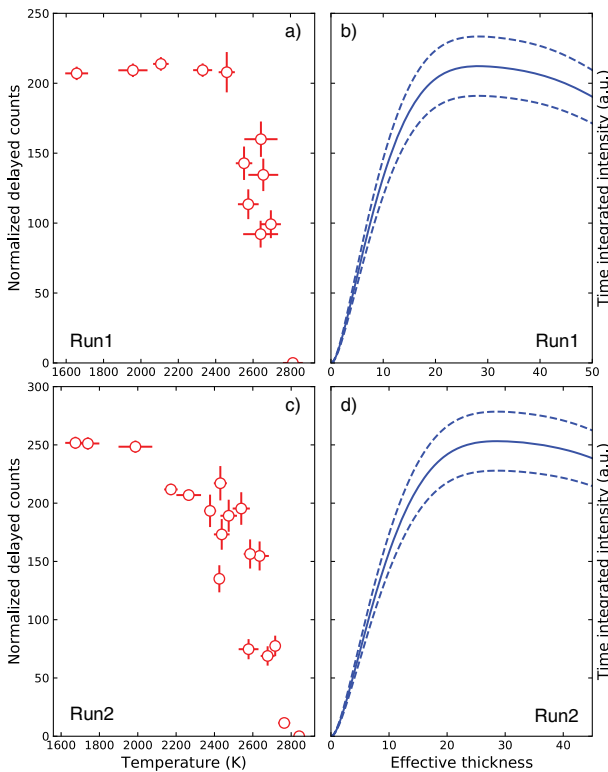 250
200
150
100
50
0
Normalized delayed counts
a)
Run1
1600 1800 2000 2200 2400 2600 2800
b)
Run1
Time integrated intensity (a.u.)
0 10 20 30 40 50
300
250
200
150
100
50
0
Normalized delayed counts
c)
Run2
1600 1800 2000 2200 2400 2600 2800
Temperature (K)
d)
Run2
Time integrated intensity (a.u.)
0 10 20 30 40
Effective thickness